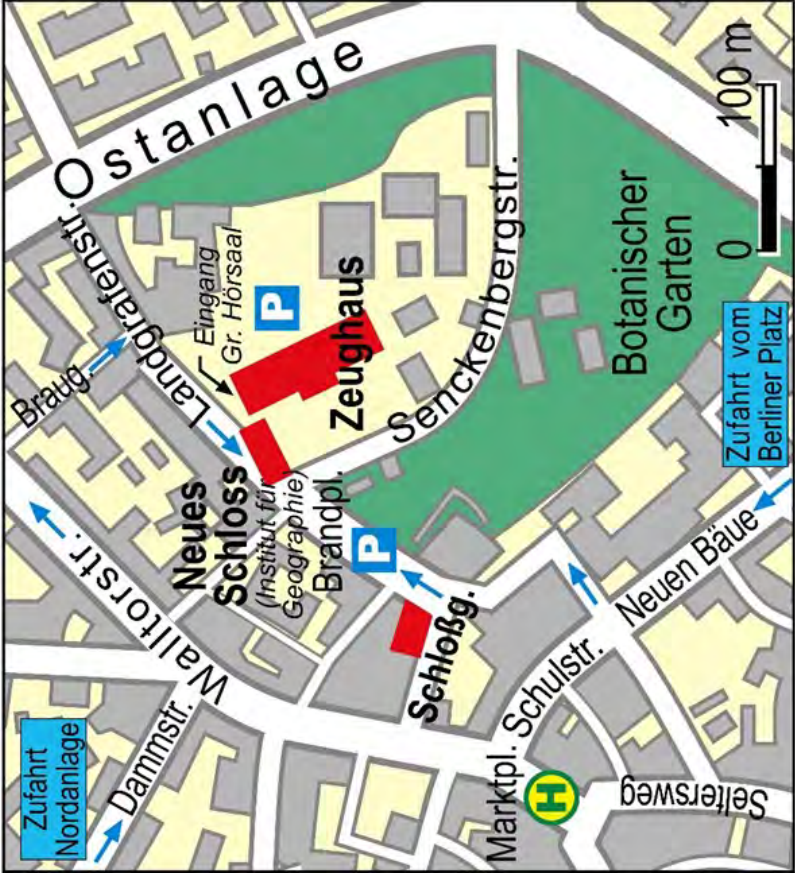 Ostanlage
Landgrafenstr.
Braug.
Eingang
Gr. Hörsaal
P
Zeughaus
Senckenbergstr.
Botanischer
Garten
0 100 m
Neues
Schloss
(Institut für
Geographie)
Brandpl.
P
Walltorstr.
Schloßg.
Zufahrt
Nordanlage
Dammstr.
Marktpl.
Schulstr.
Neuen Bäue
Zufahrt vom
Berliner Platz
H
Seltersweg